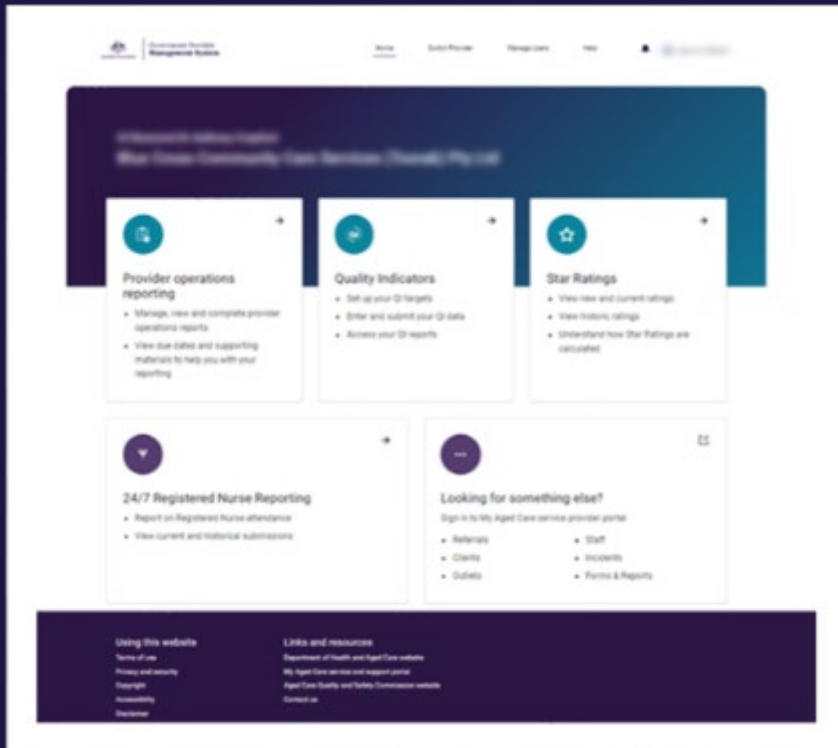 Government Provider
Management System
Home
Switch Provider
Manage Users
Help
Provider operations
reporting
• Manage, view and complete provider
operations reports
• View due dates and supporting
materials to help you with your
reporting
Quality Indicators
• Set up your QI targets
• Enter and submit your QI data
• Access your QI reports
Star Ratings
• View new and current ratings
• View historic ratings
• Understand how Star Ratings are
calculated
24/7 Registered Nurse Reporting
• Report on Registered Nurse attendance
• View current and historical submissions
Looking for something else?
Sign in to My Aged Care service provider portal
• Referrals
• Clients
• Outlets
• Staff
• Incidents
• Forms & Reports
Using this website
Terms of use
Privacy and security
Copyright
Accessibility
Disclaimer
Links and resources
Department of Health and Aged Care website
My Aged Care service and support portal
Aged Care Quality and Safety Commission website
Contact us